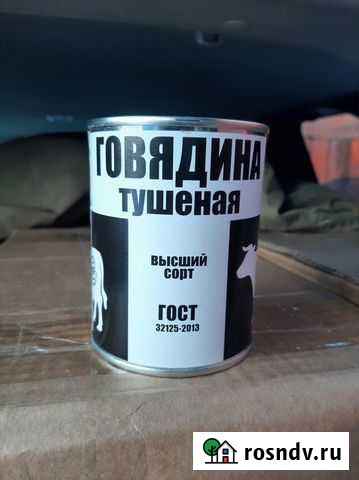 ГОВЯДИНА
тушеная
высший
сорт
ГОСТ
32125-2013
rosndv.ru